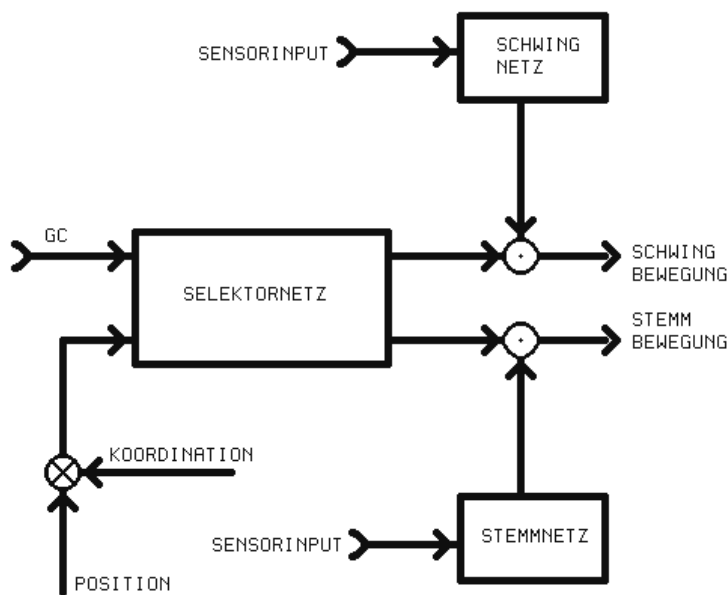 SENSORINPUT
SCHWING
NETZ
GC
SELEKTORNETZ
SCHWING
BEWEGUNG
STEMM
BEWEGUNG
KOORDINATION
SENSORINPUT
STEMMNETZ
POSITION